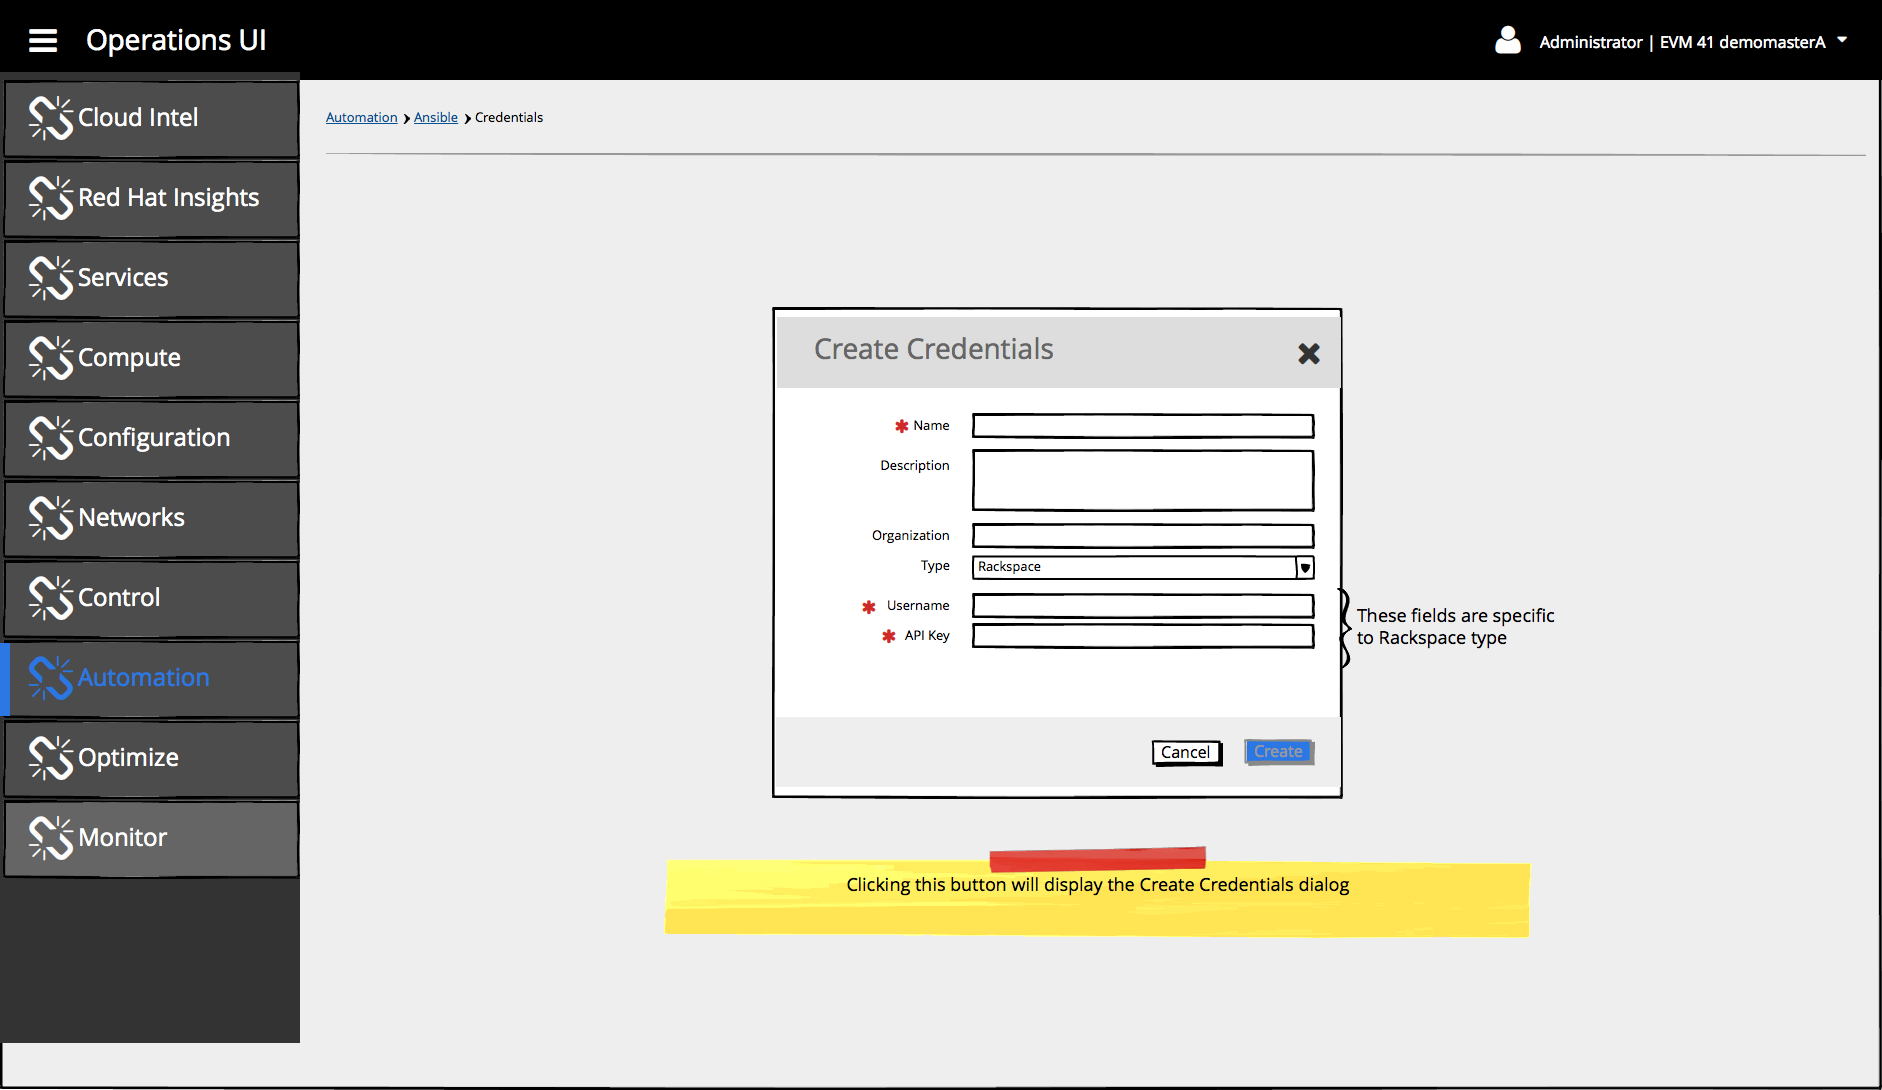 Operations UI
Administrator | EVM 41 demomasterA
Cloud Intel
Red Hat Insights
Services
Compute
Configuration
Networks
Control
Automation
Optimize
Monitor
Automation Ansible Credentials
Create Credentials
Name
Description
Organization
Type Rackspace
Username
API Key
These fields are specific
to Rackspace type
Cancel Create
Clicking this button will display the Create Credentials dialog